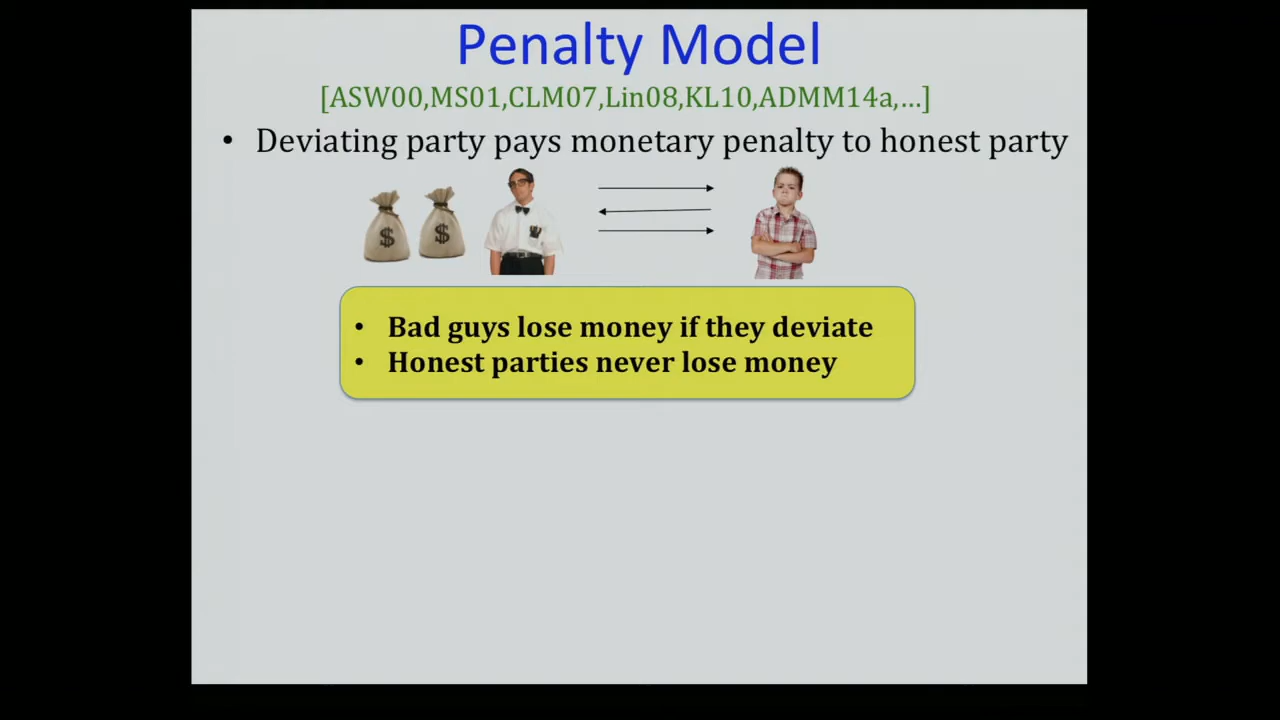 Penalty Model
[ASW00,MS01,CLM07,Lin08,KL10,ADMM14a,...]
• Deviating party pays monetary penalty to honest party
$ $
• Bad guys lose money if they deviate
• Honest parties never lose money